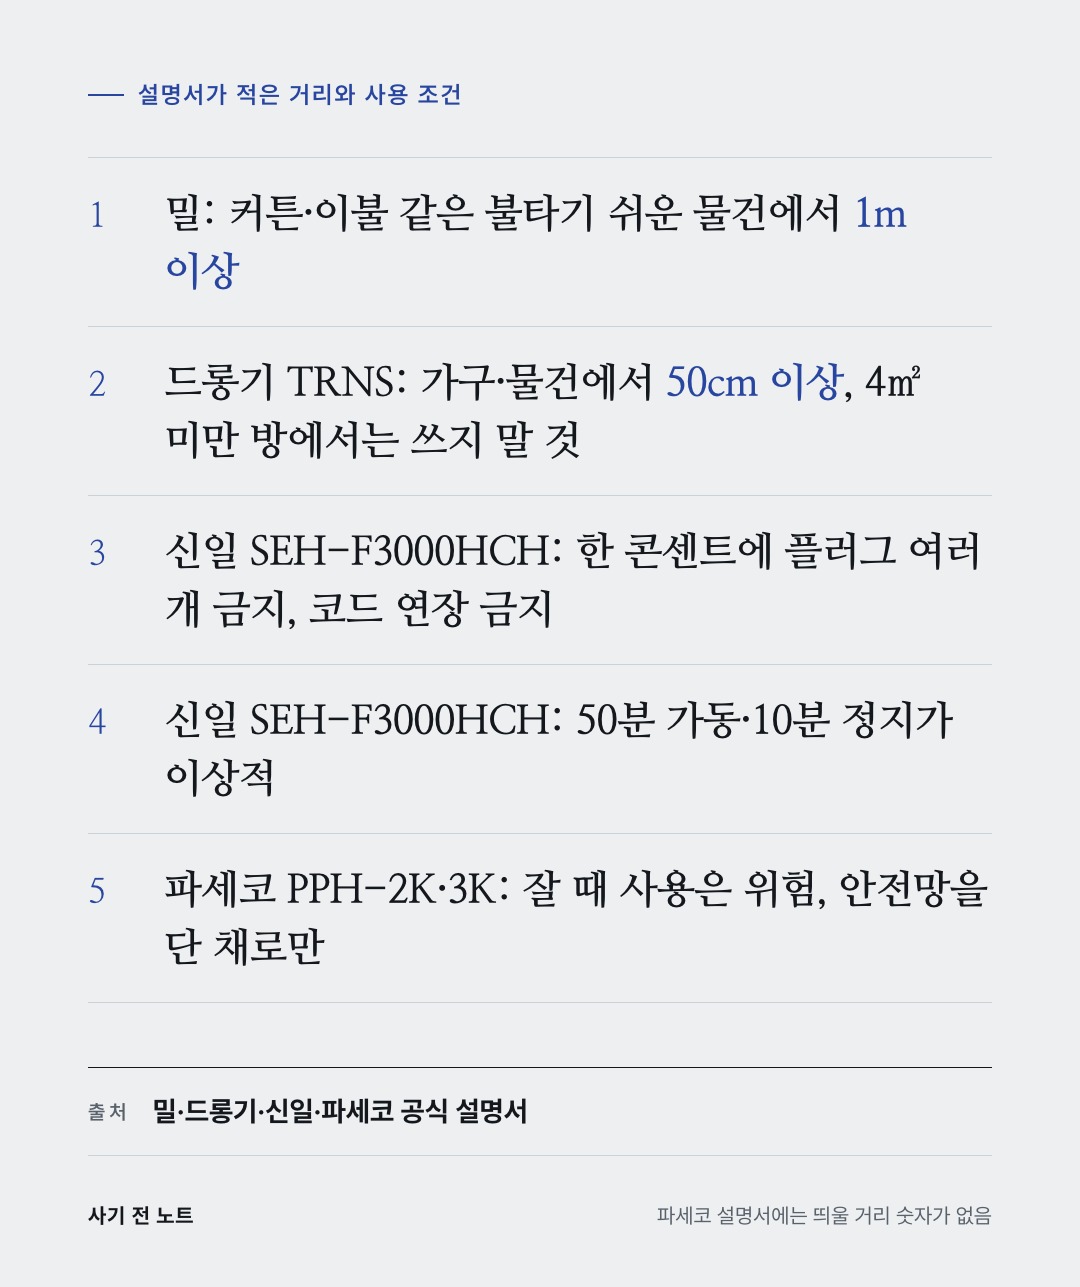 설명서가 적은 거리와 사용 조건
1 밀: 커튼·이불 같은 불타기 쉬운 물건에서 1m
이상
2 드롱기 TRNS: 가구·물건에서 50cm 이상, 4㎡
미만 방에서는 쓰지 말 것
3 신일 SEH-F3000HCH: 한 콘센트에 플러그 여러
개 금지, 코드 연장 금지
4 신일 SEH-F3000HCH: 50분 가동·10분 정지가
이상적
5 파세코 PPH-2K·3K: 잘 때 사용은 위험, 안전망을
단 채로만
출처 밀·드롱기·신일·파세코 공식 설명서
사기 전 노트 파세코 설명서에는 띄울 거리 숫자가 없음